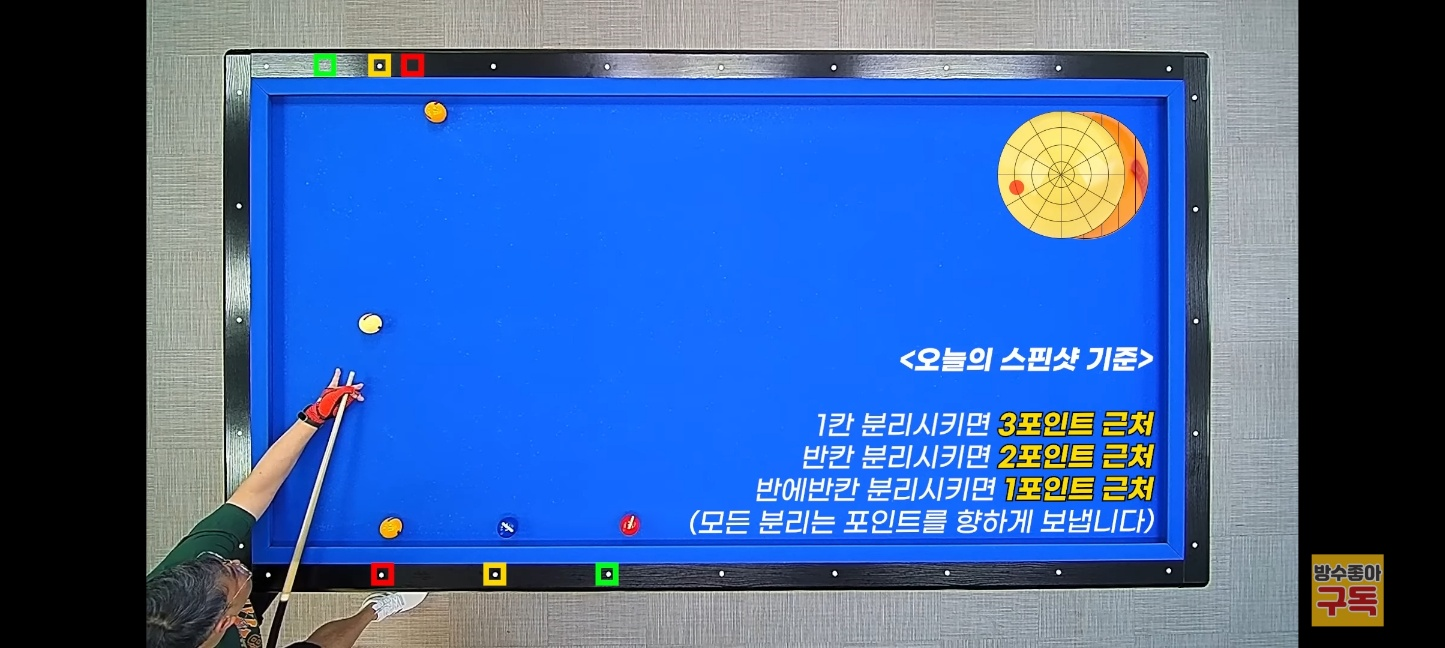 <오늘의 스핀샷 기준>
1칸 분리시키면 3포인트 근처
반칸 분리시키면 2포인트 근처
반에반칸 분리시키면 1포인트 근처
(모든 분리는 포인트를 향하게 보냅니다)
방수좋아
구독